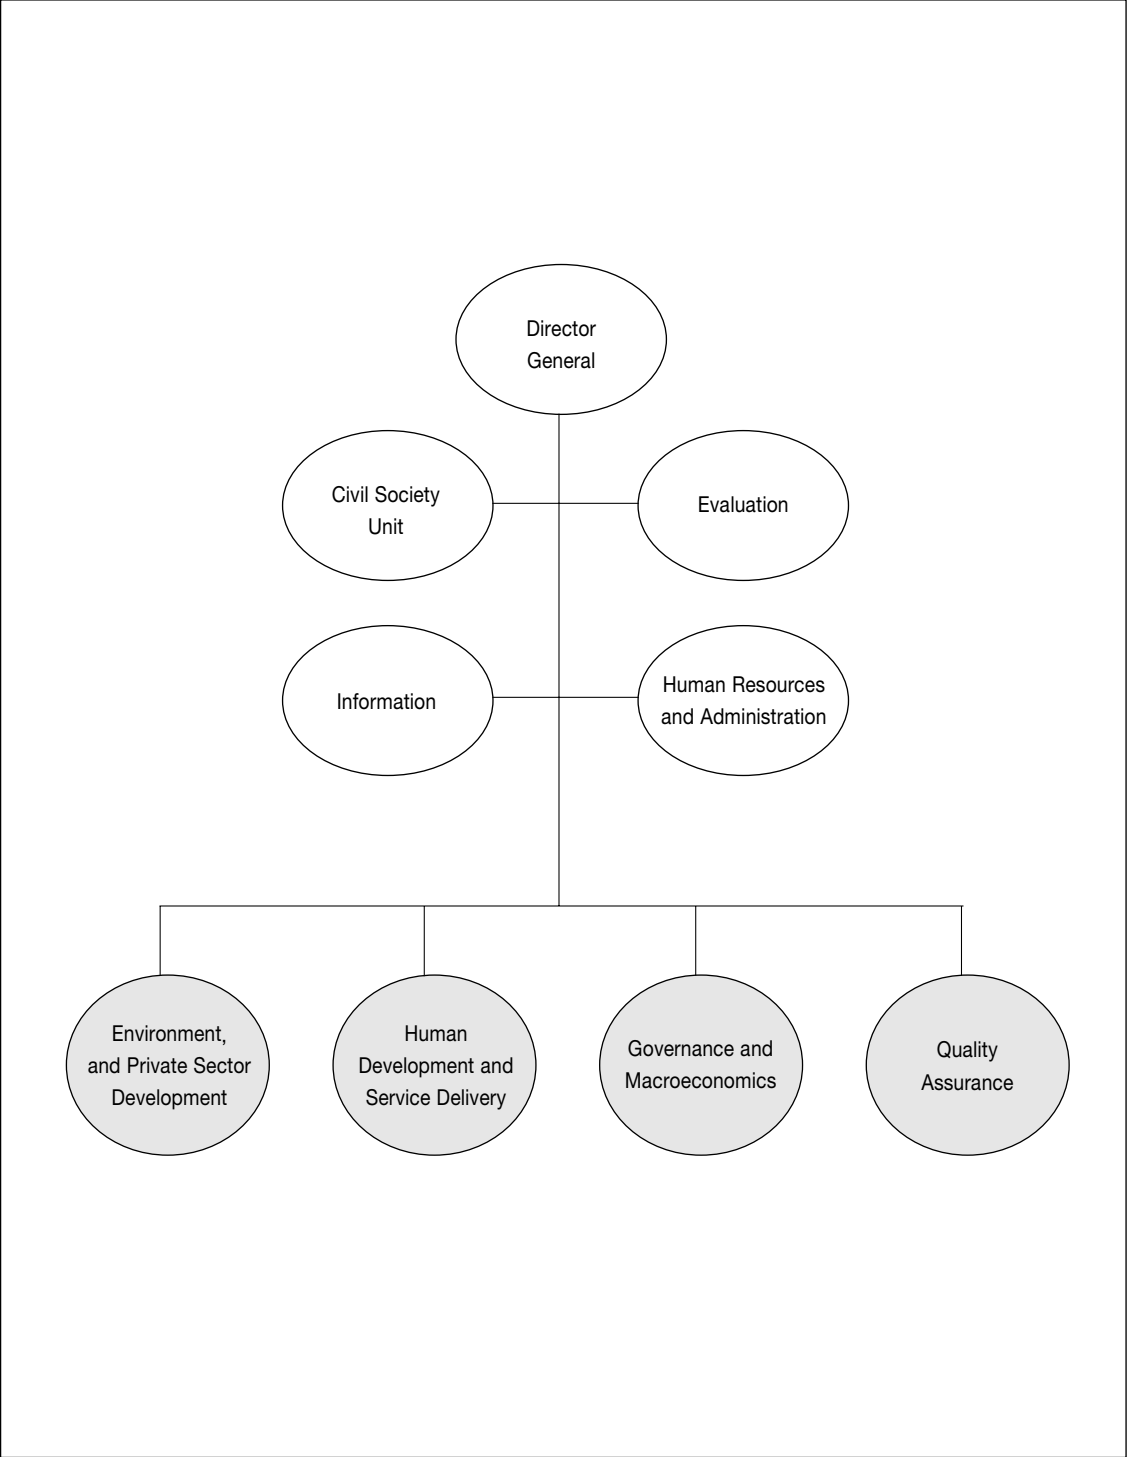 Director
General
Civil Society
Unit
Evaluation
Information
Human Resources
and Administration
Environment,
and Private Sector
Development
Human
Development and
Service Delivery
Governance and
Macroeconomics
Quality
Assurance